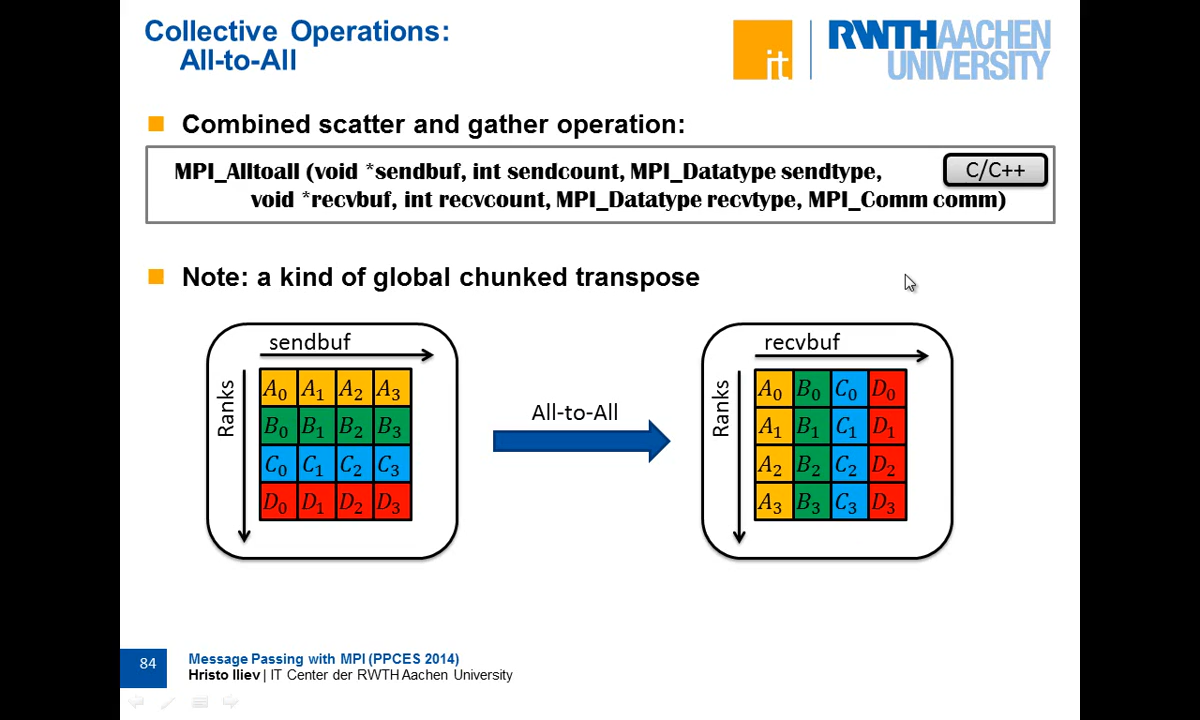 Collective Operations:
All-to-All
it
RWTHAACHEN
UNIVERSITY
Combined scatter and gather operation:
MPI_Alltoall (void *sendbuf, int sendcount, MPI_Datatype sendtype,
C/C++
void *recvbuf, int recvcount, MPI_Datatype recvtype, MPI_Comm comm)
Note: a kind of global chunked transpose
sendbuf
Ranks
A₀ A₁ A₂ A₃
B₀ B₁ B₂ B₃
C₀ C₁ C₂ C₃
D₀ D₁ D₂ D₃
All-to-All
recvbuf
Ranks
A₀ B₀ C₀ D₀
A₁ B₁ C₁ D₁
A₂ B₂ C₂ D₂
A₃ B₃ C₃ D₃
84
Message Passing with MPI (PPCES 2014)
Hristo Iliev | IT Center der RWTH Aachen University